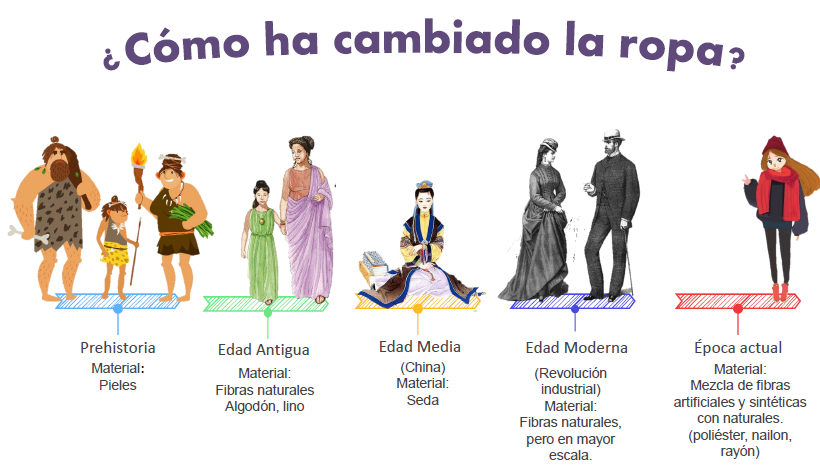 ¿Cómo ha cambiado la ropa?
Prehistoria
Material:
Pieles
Edad Antigua
Material:
Fibras naturales
Algodón, lino
Edad Media
(China)
Material:
Seda
Edad Moderna
(Revolución
industrial)
Material:
Fibras naturales,
pero en mayor
escala.
Época actual
Material:
Mezcla de fibras
artificiales y sintéticas
con naturales.
(poliéster, nailon,
rayón)